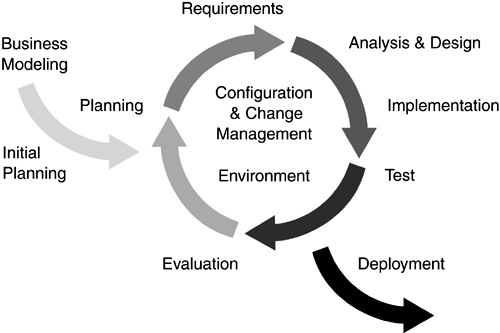 Requirements
Business
Modeling
Analysis & Design
Planning
Configuration
& Change
Management
Implementation
Initial
Planning
Environment
Test
Evaluation
Deployment